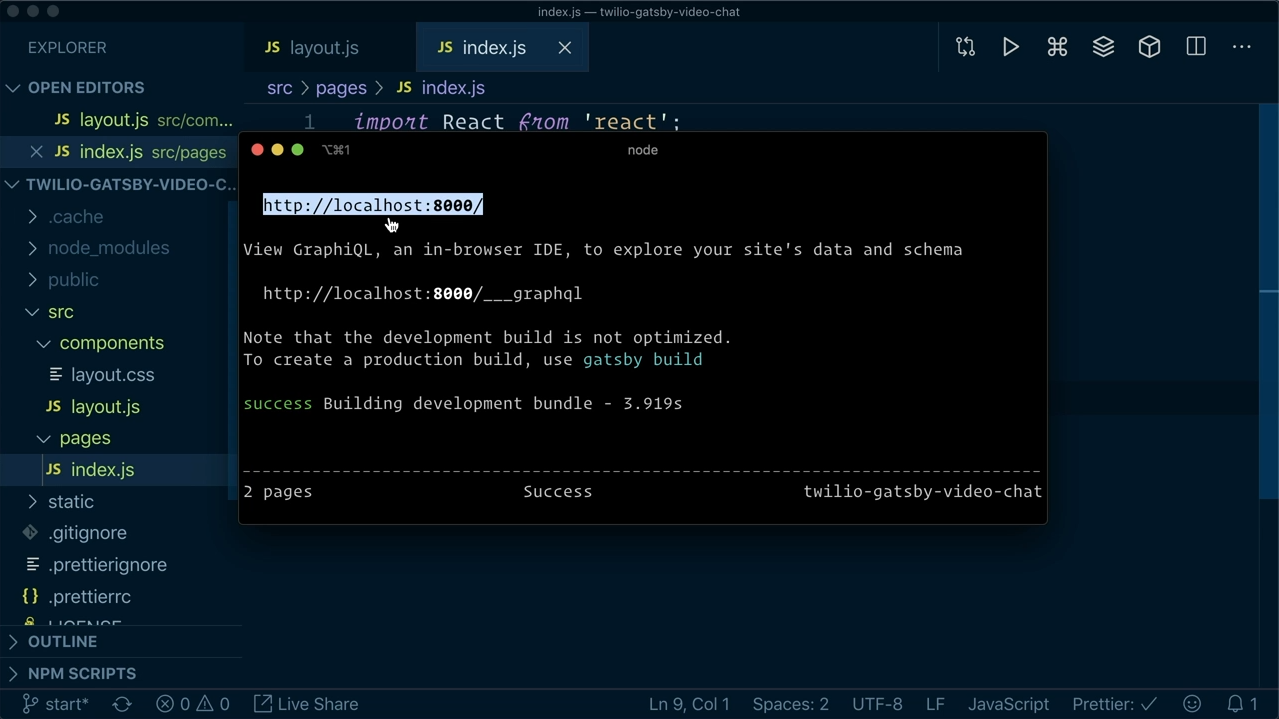 index.js — twilio-gatsby-video-chat
EXPLORER
JS layout.js
JS index.js
OPEN EDITORS
JS layout.js src/com...
JS index.js src/pages
TWILIO-GATSBY-VIDEO-C...
.cache
node_modules
public
src
components
layout.css
JS layout.js
pages
JS index.js
static
.gitignore
.prettierignore
{} .prettierrc
LICENSE
OUTLINE
NPM SCRIPTS
src > pages > JS index.js
1 import React from 'react';
⌥⌘1
node
http://localhost:8000/
View GraphiQL, an in-browser IDE, to explore your site's data and schema
http://localhost:8000/___graphql
Note that the development build is not optimized.
To create a production build, use gatsby build
success Building development bundle - 3.919s
--------------------------------------------------------------------------------
2 pages Success twilio-gatsby-video-chat
start* 0 0 Live Share Ln 9, Col 1 Spaces: 2 UTF-8 LF JavaScript Prettier: ✓ 1